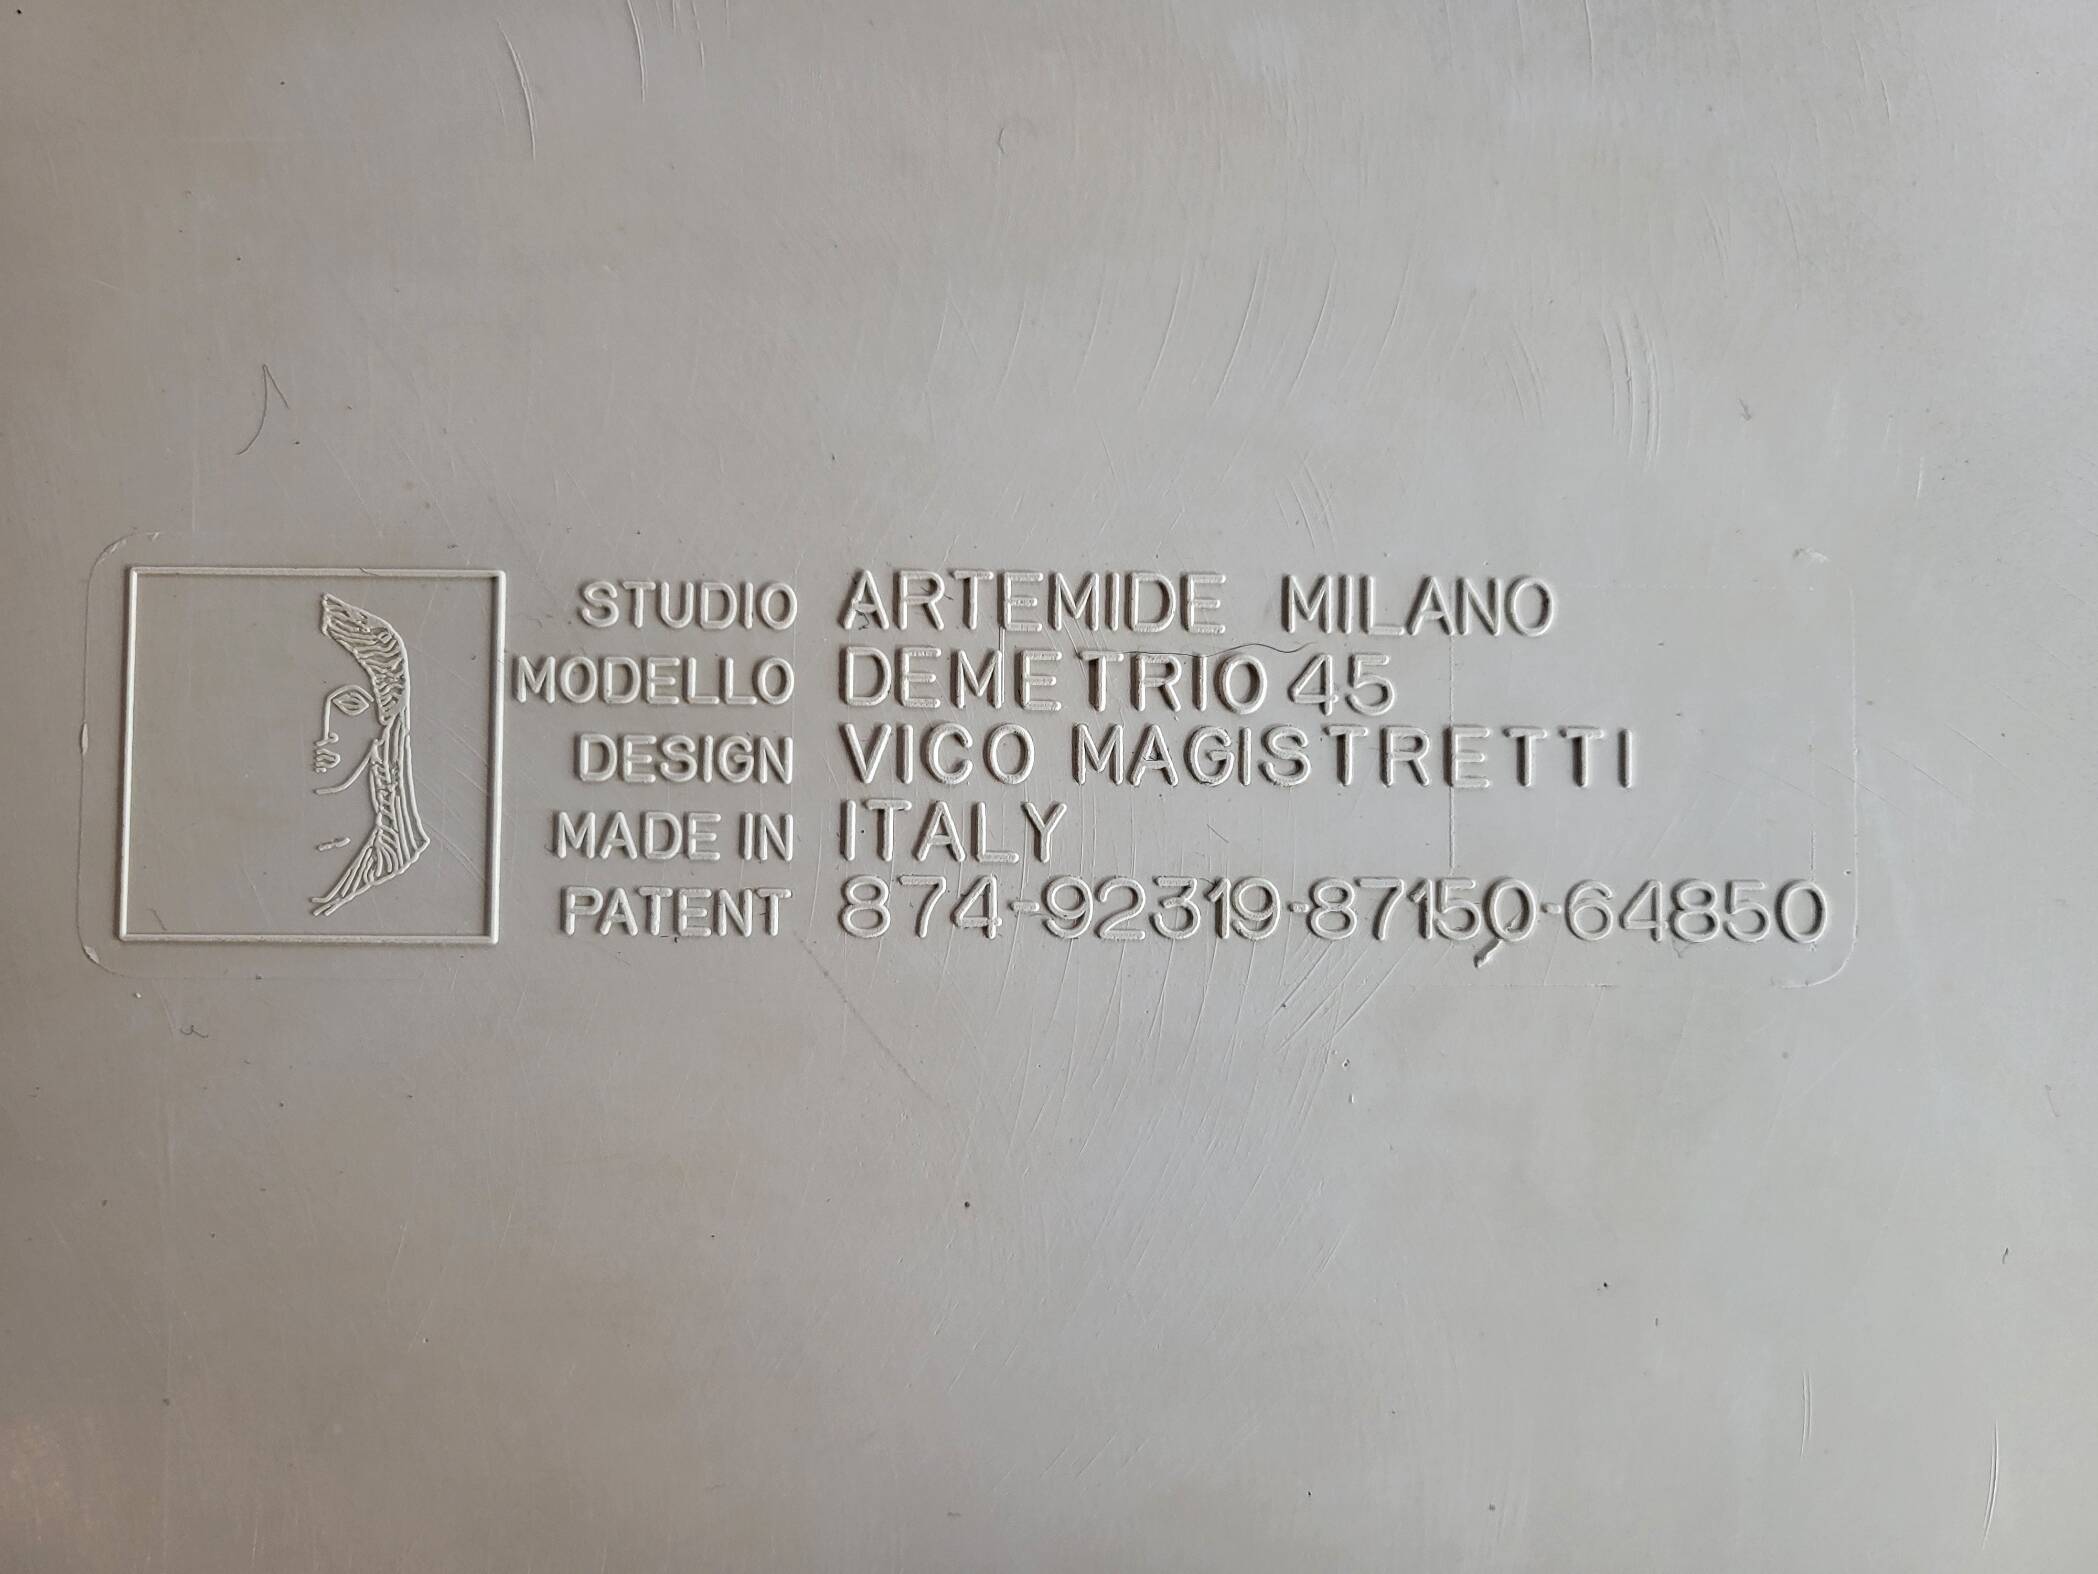 STUDIO ARTEMIDE MILANO
MODELLO DEMETRIO 45
DESIGN VICO MAGISTRETTI
MADE IN ITALY
PATENT 874-92319-87150-64850